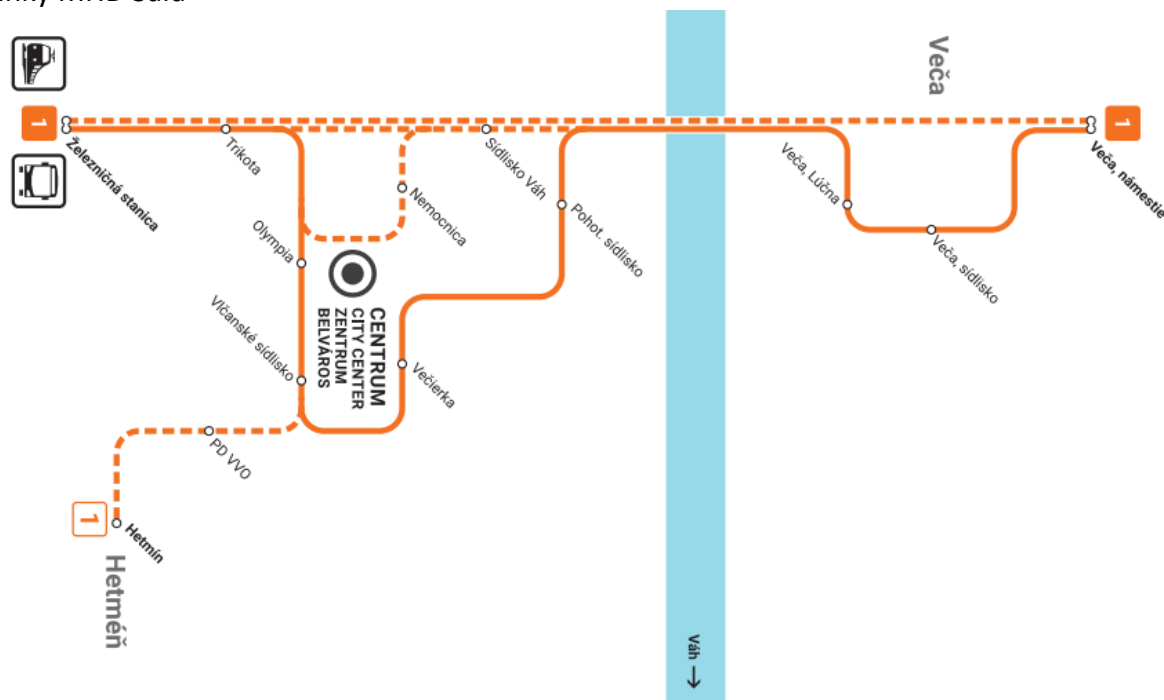 Veča
1
1
Železničná stanica
Trikota
Sídlisko Váh
Nemocnica
Pohot. sídlisko
Veča, Lúčna
Veča, sídlisko
Veča, námestie
Olympia
Vlčanské sídlisko
CENTRUM
CITY CENTER
ZENTRUM
BELVÁROS
Večierka
PD VVO
1
Hetmín
Hetméň
Váh →